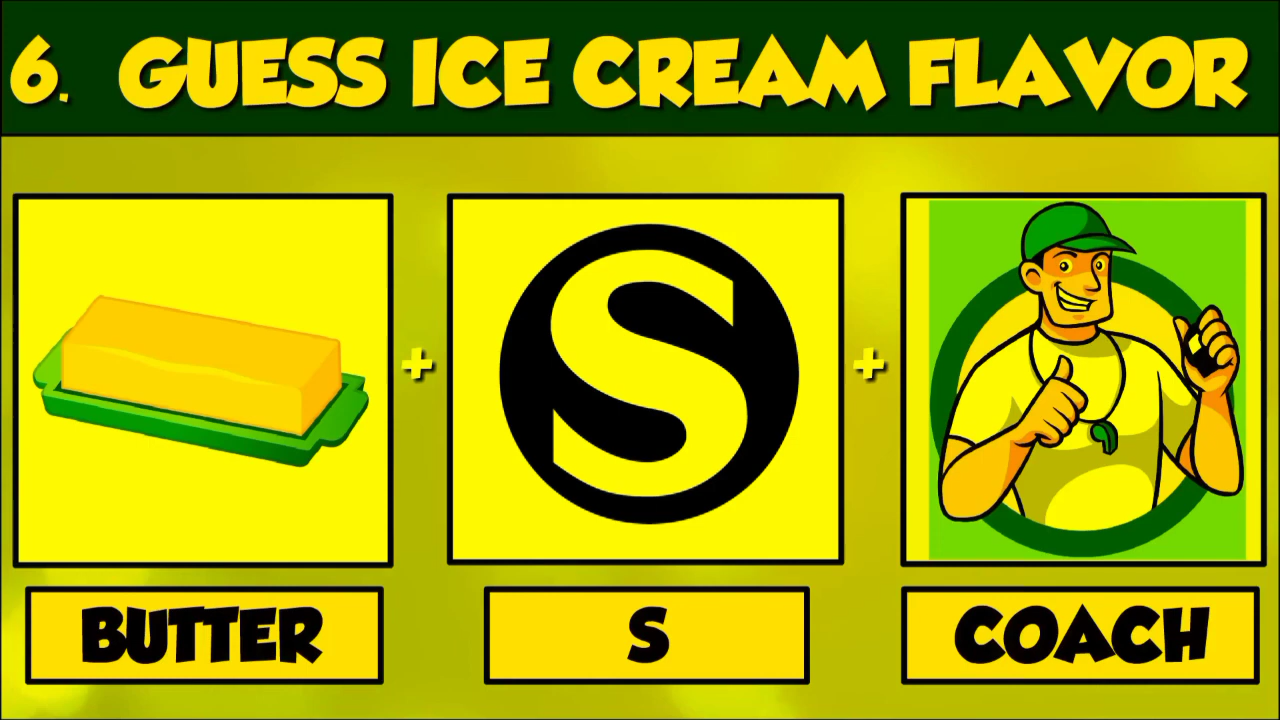 6. GUESS ICE CREAM FLAVOR
S
+ +
BUTTER S COACH